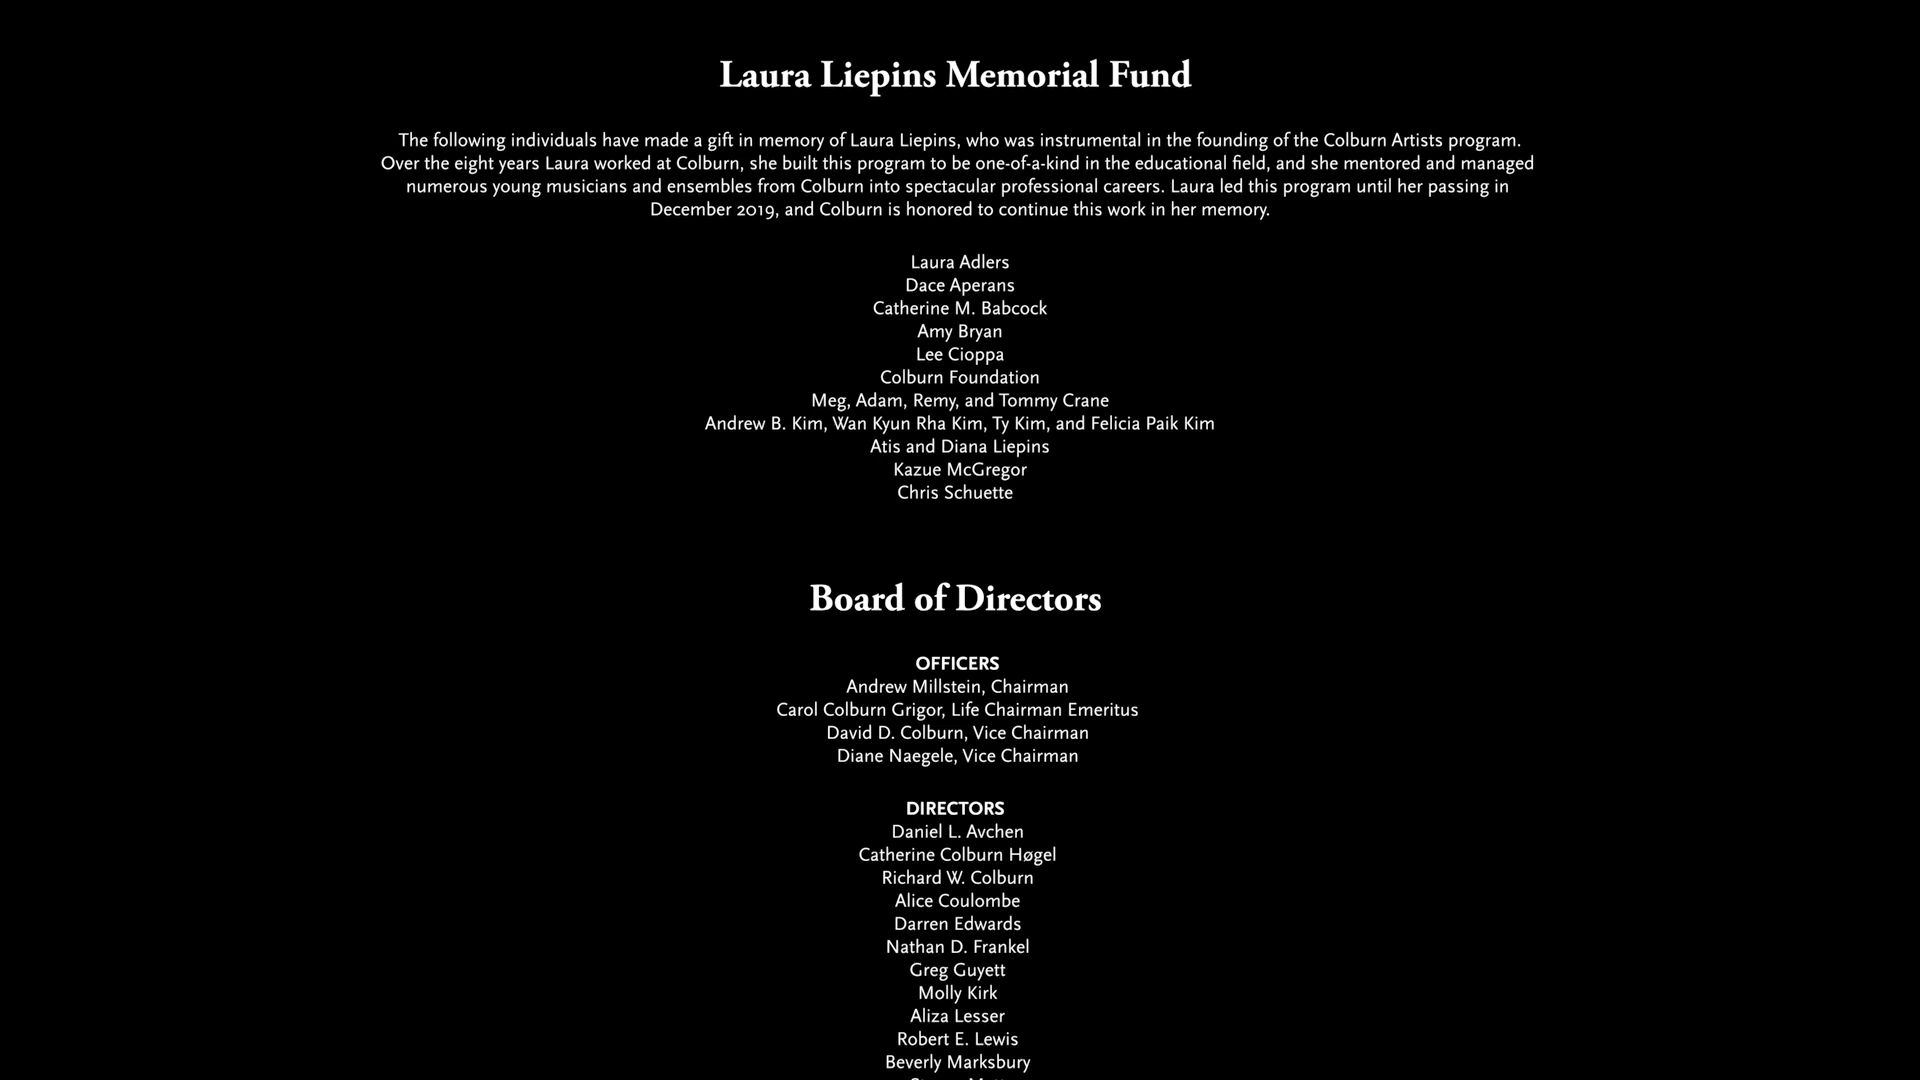 Laura Liepins Memorial Fund
The following individuals have made a gift in memory of Laura Liepins, who was instrumental in the founding of the Colburn Artists program.
Over the eight years Laura worked at Colburn, she built this program to be one-of-a-kind in the educational field, and she mentored and managed
numerous young musicians and ensembles from Colburn into spectacular professional careers. Laura led this program until her passing in
December 2019, and Colburn is honored to continue this work in her memory.
Laura Adlers
Dace Aperans
Catherine M. Babcock
Amy Bryan
Lee Cioppa
Colburn Foundation
Meg, Adam, Remy, and Tommy Crane
Andrew B. Kim, Wan Kyun Rha Kim, Ty Kim, and Felicia Paik Kim
Atis and Diana Liepins
Kazue McGregor
Chris Schuette
Board of Directors
OFFICERS
Andrew Millstein, Chairman
Carol Colburn Grigor, Life Chairman Emeritus
David D. Colburn, Vice Chairman
Diane Naegele, Vice Chairman
DIRECTORS
Daniel L. Avchen
Catherine Colburn Høgel
Richard W. Colburn
Alice Coulombe
Darren Edwards
Nathan D. Frankel
Greg Guyett
Molly Kirk
Aliza Lesser
Robert E. Lewis
Beverly Marksbury